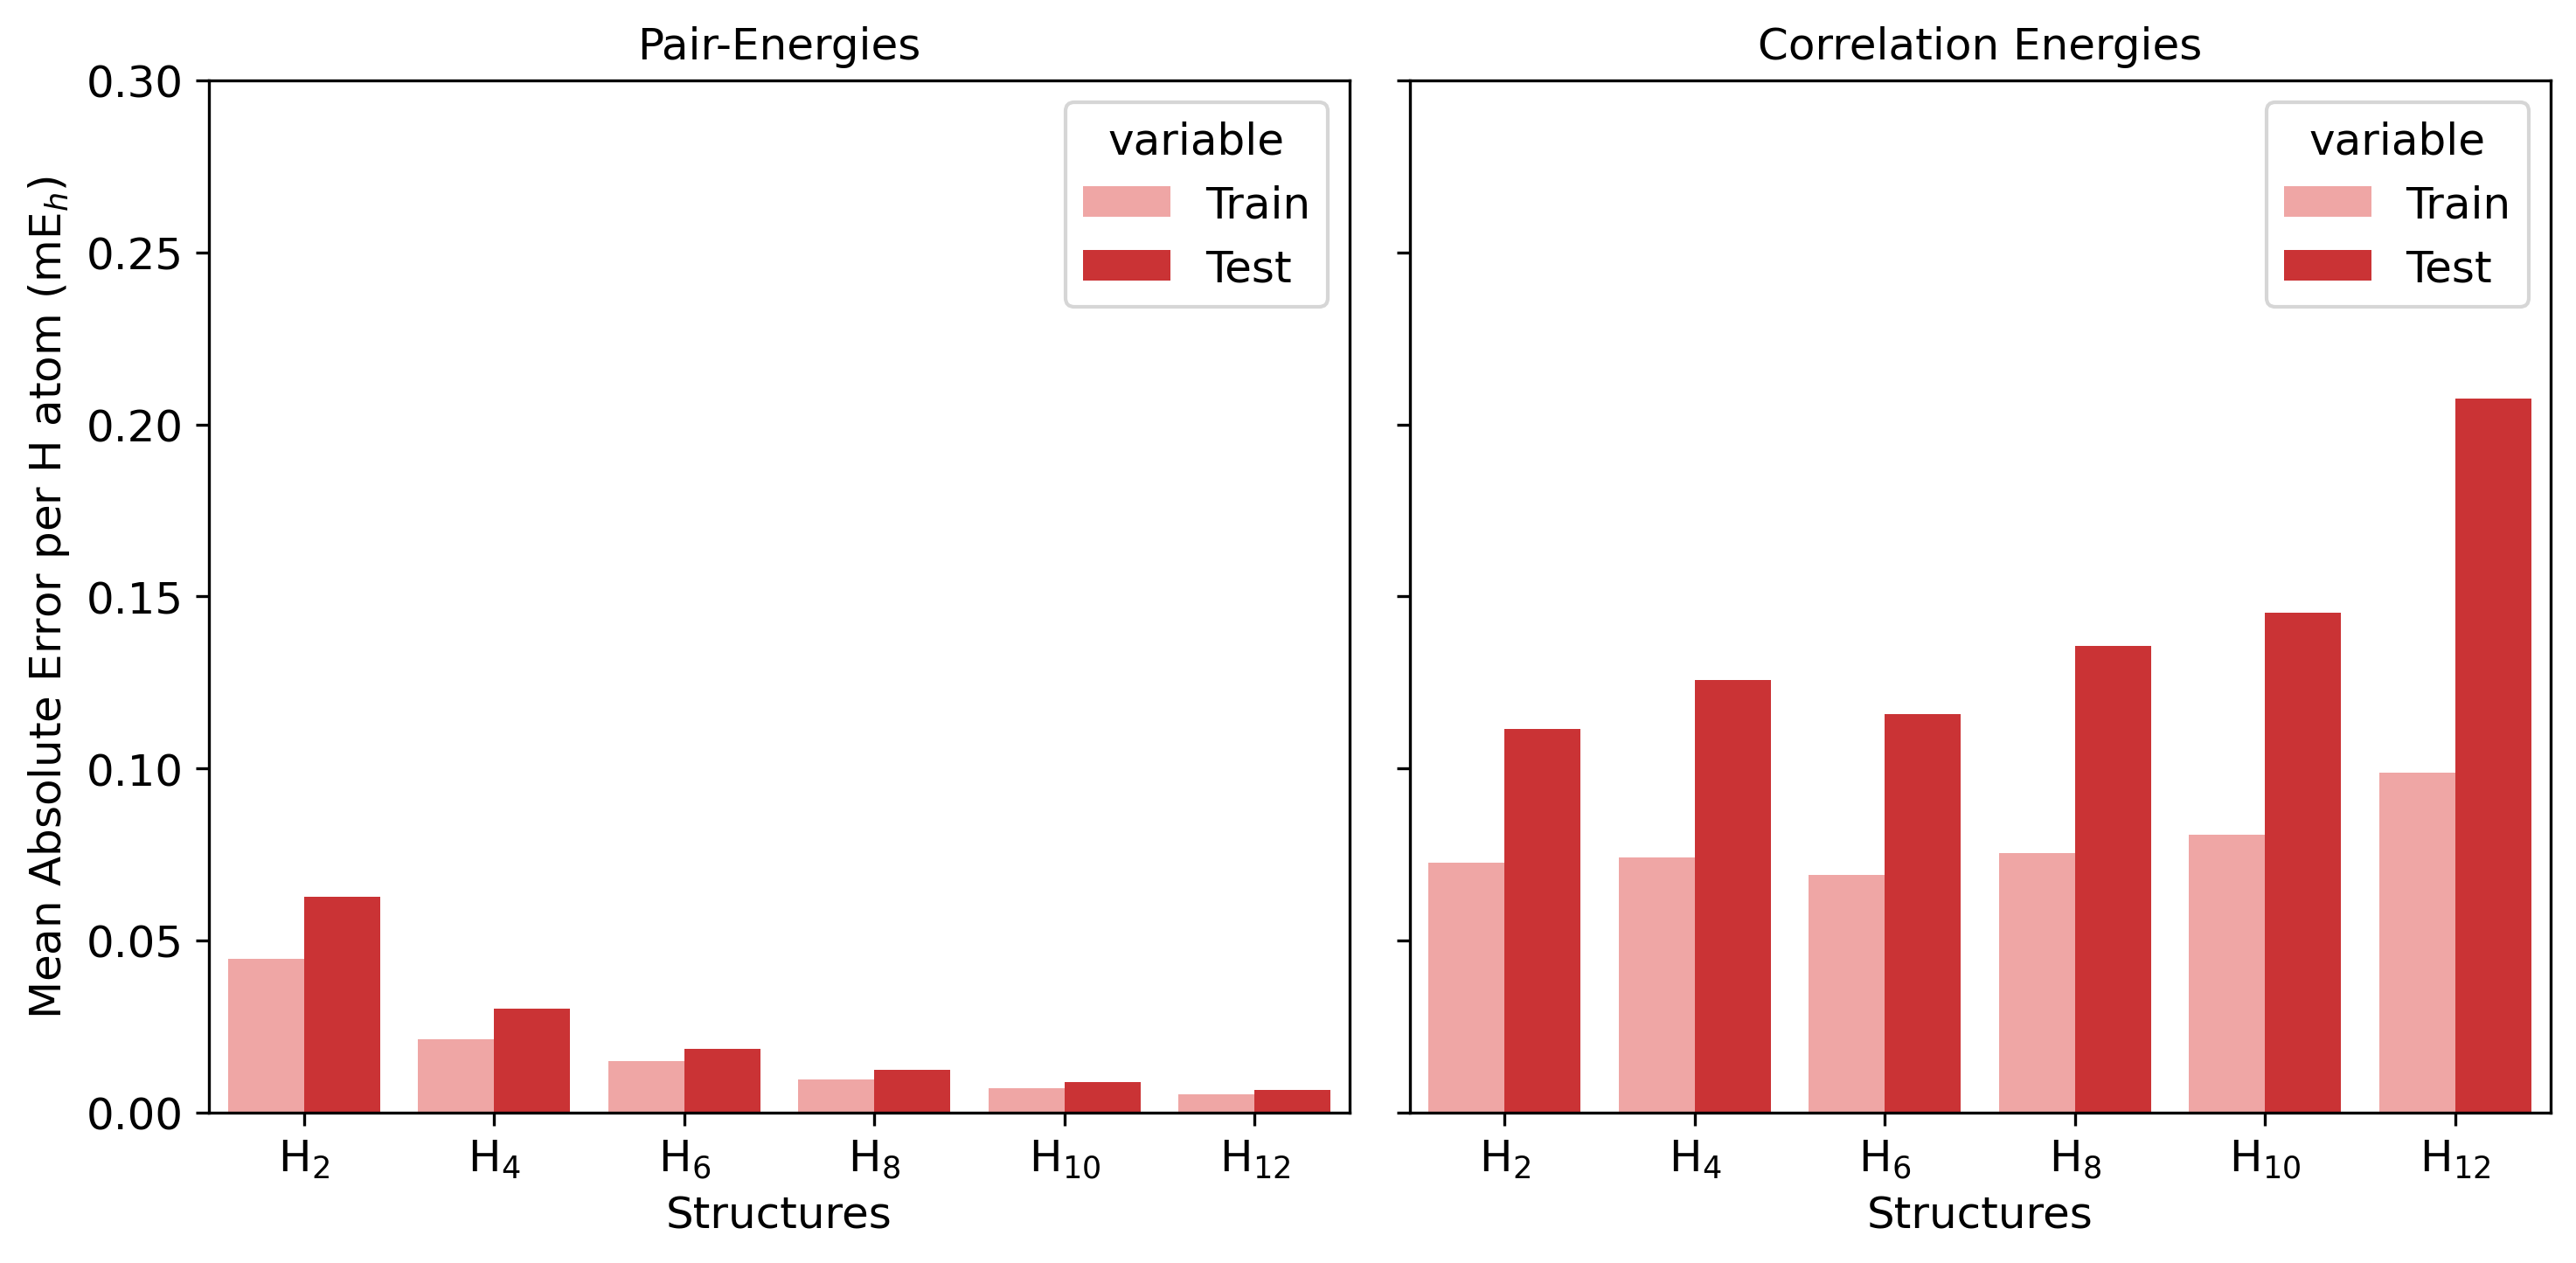 Pair-Energies
Mean Absolute Error per H atom (mE_h)
0.30
0.25
0.20
0.15
0.10
0.05
0.00
variable
Train
Test
H₂ H₄ H₆ H₈ H₁₀ H₁₂
Structures
Correlation Energies
variable
Train
Test
H₂ H₄ H₆ H₈ H₁₀ H₁₂
Structures